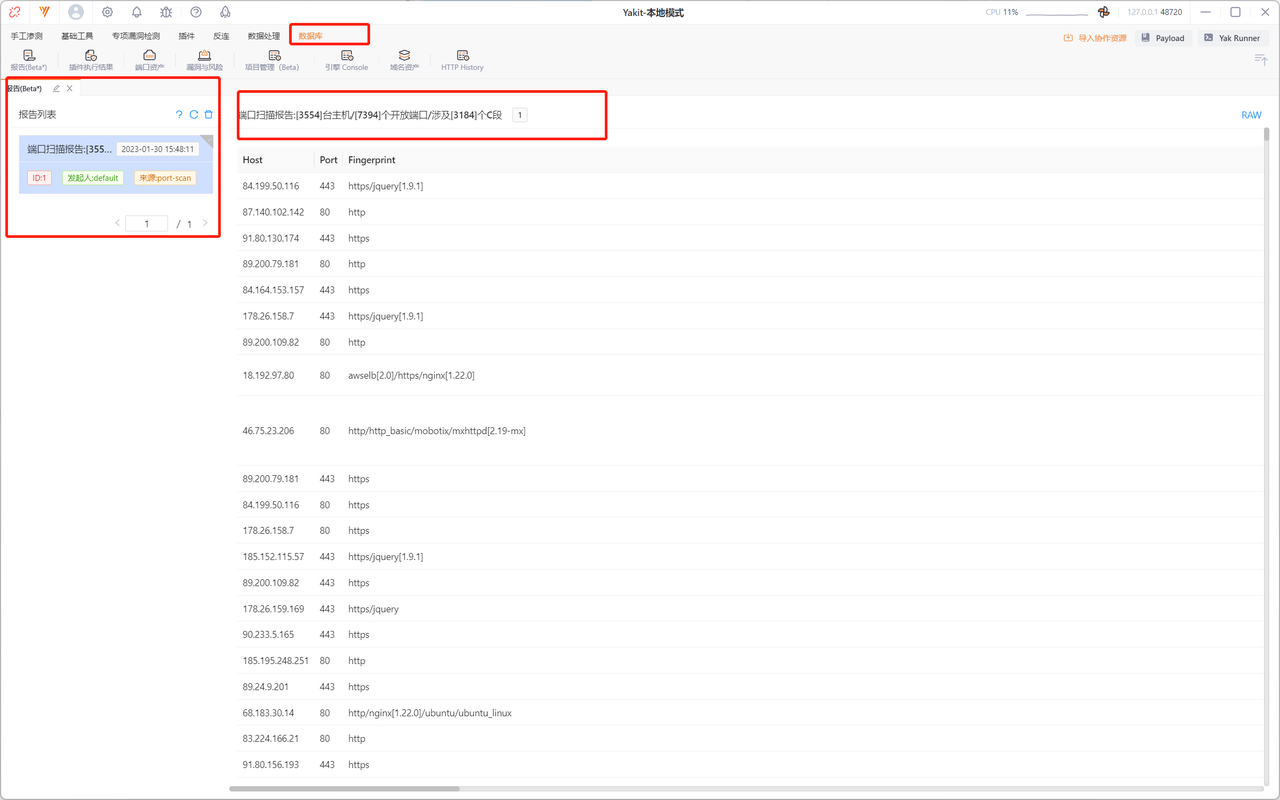 Yakit-本地模式
CPU 11%
127.0.0.1 48720
手工渗测 基础工具 专项漏洞检测 插件 反连 数据处理 数据库
导入协作资源 Payload Yak Runner
报告(Beta*) 插件执行结果 端口资产 漏洞与风险 项目管理 (Beta) 引擎 Console 域名资产 HTTP History
报告(Beta*)
报告列表
端口扫描报告:[355... 2023-01-30 15:48:11
ID:1 发起人:default 来源:port-scan
1 / 1
端口扫描报告:[3554]台主机/[7394]个开放端口/涉及[3184]个C段 1
RAW
Host Port Fingerprint
84.199.50.116 443 https/jquery[1.9.1]
87.140.102.142 80 http
91.80.130.174 443 https
89.200.79.181 80 http
84.164.153.157 443 https
178.26.158.7 443 https/jquery[1.9.1]
89.200.109.82 80 http
18.192.97.80 80 awselb[2.0]/https/nginx[1.22.0]
46.75.23.206 80 http/http_basic/mobotix/mxhttpd[2.19-mx]
89.200.79.181 443 https
84.199.50.116 80 https
178.26.158.7 80 https
185.152.115.57 443 https/jquery[1.9.1]
89.200.109.82 443 https
178.26.159.169 443 https/jquery
90.233.5.165 443 https
185.195.248.251 80 http
89.24.9.201 443 https
68.183.30.14 80 http/nginx[1.22.0]/ubuntu/ubuntu_linux
83.224.166.21 80 http
91.80.156.193 443 https